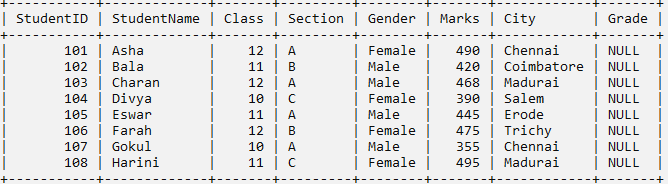 +-----------+-------------+-------+---------+--------+-------+------------+-------+
| StudentID | StudentName | Class | Section | Gender | Marks | City       | Grade |
+-----------+-------------+-------+---------+--------+-------+------------+-------+
|       101 | Asha        |    12 | A       | Female |   490 | Chennai    | NULL  |
|       102 | Bala        |    11 | B       | Male   |   420 | Coimbatore | NULL  |
|       103 | Charan      |    12 | A       | Male   |   468 | Madurai    | NULL  |
|       104 | Divya       |    10 | C       | Female |   390 | Salem      | NULL  |
|       105 | Eswar       |    11 | A       | Male   |   445 | Erode      | NULL  |
|       106 | Farah       |    12 | B       | Female |   475 | Trichy     | NULL  |
|       107 | Gokul       |    10 | A       | Male   |   355 | Chennai    | NULL  |
|       108 | Harini      |    11 | C       | Female |   495 | Madurai    | NULL  |
+-----------+-------------+-------+---------+--------+-------+------------+-------+